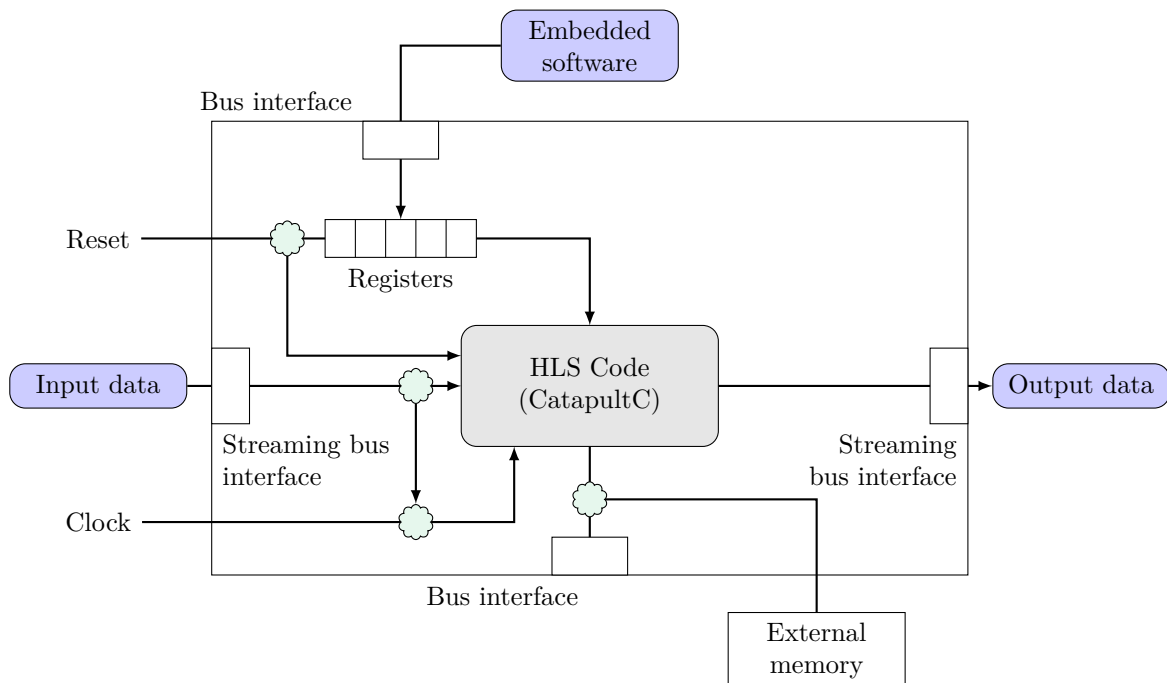 Embedded
software
Bus interface
Reset
Registers
HLS Code
(CatapultC)
Input data
Output data
Streaming bus
interface
Streaming
bus interface
Clock
Bus interface
External
memory